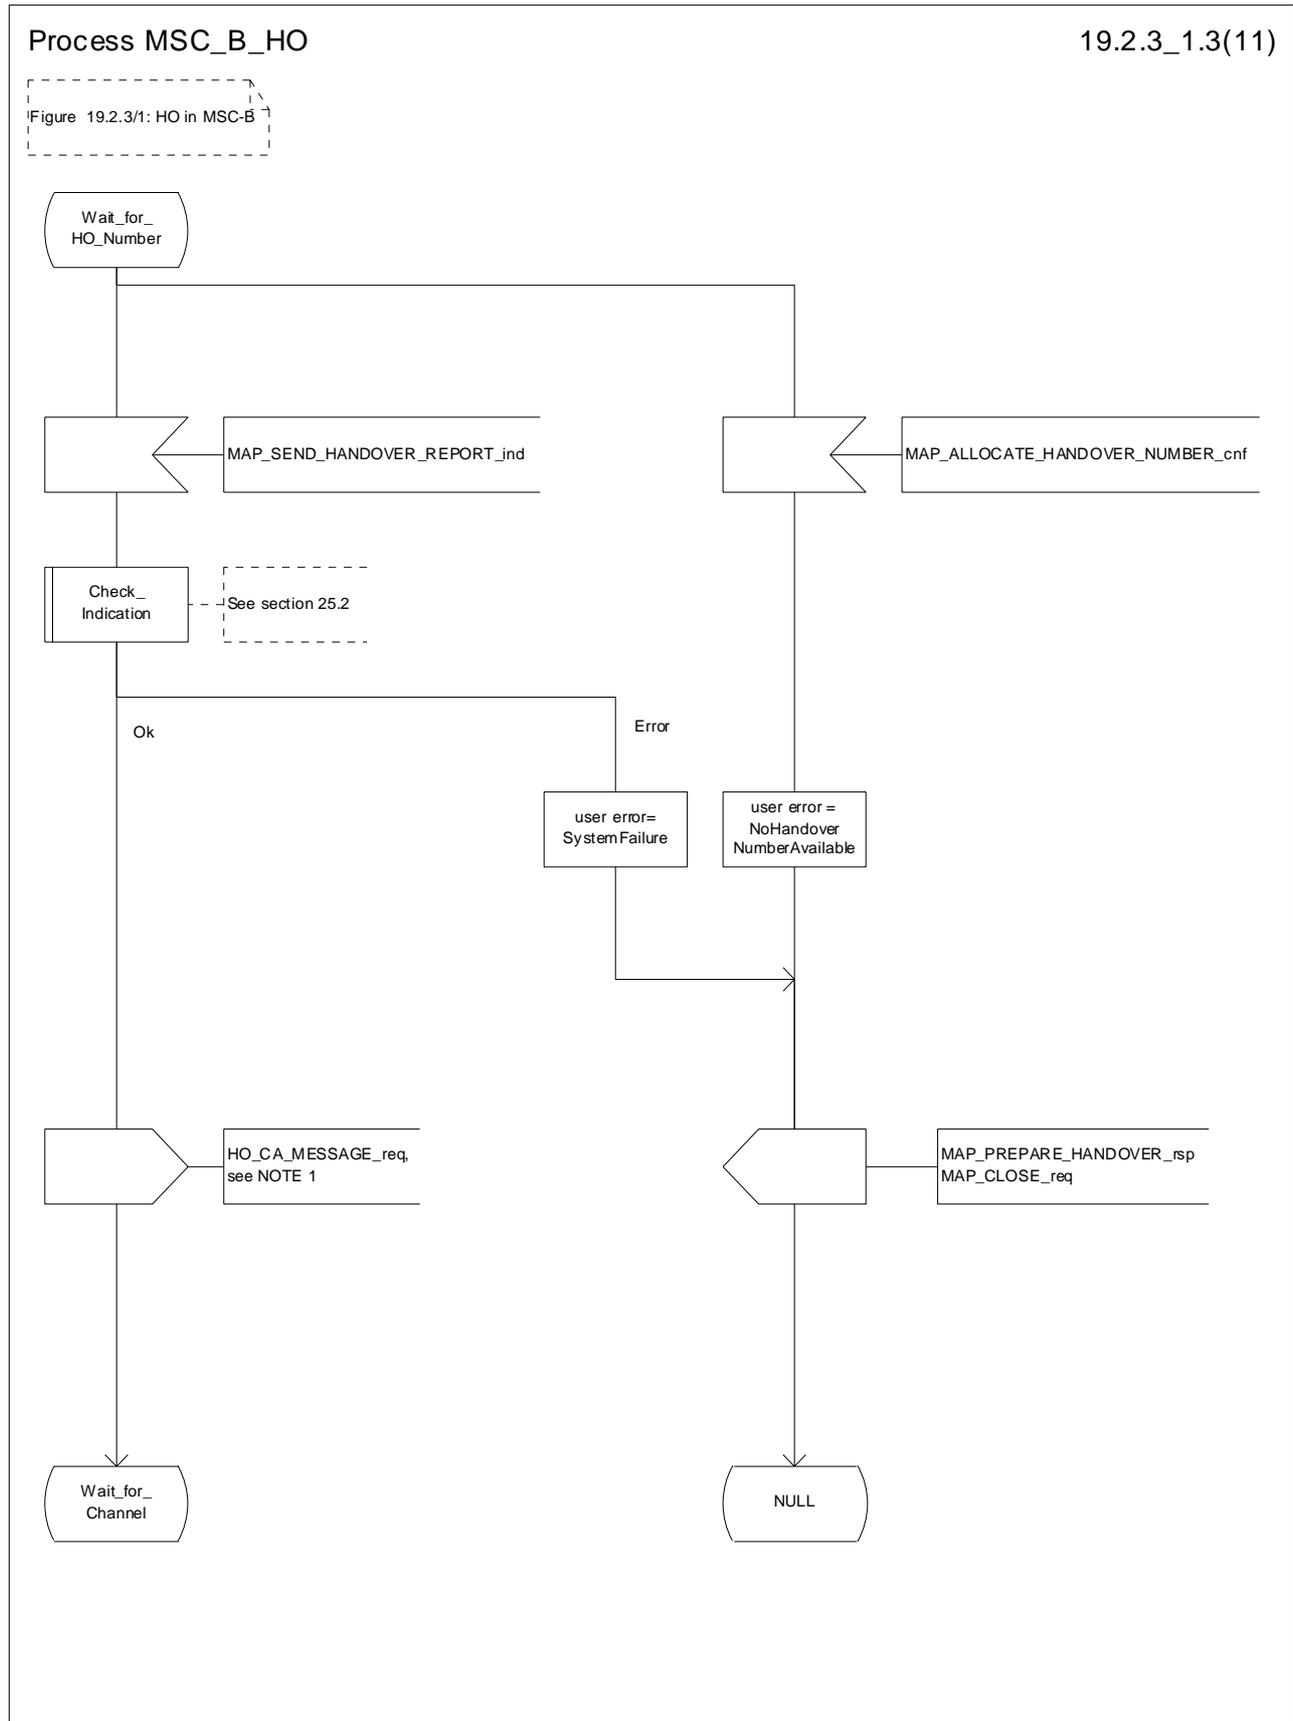 Process MSC_B_HO
19.2.3_1.3(11)
Figure 19.2.3/1: HO in MSC-B
Wait_for_
HO_Number
MAP_SEND_HANDOVER_REPORT_ind
MAP_ALLOCATE_HANDOVER_NUMBER_cnf
Check_
Indication
See section 25.2
Ok
Error
user error=
SystemFailure
user error =
NoHandover
NumberAvailable
HO_CA_MESSAGE_req,
see NOTE 1
MAP_PREPARE_HANDOVER_rsp
MAP_CLOSE_req
Wait_for_
Channel
NULL